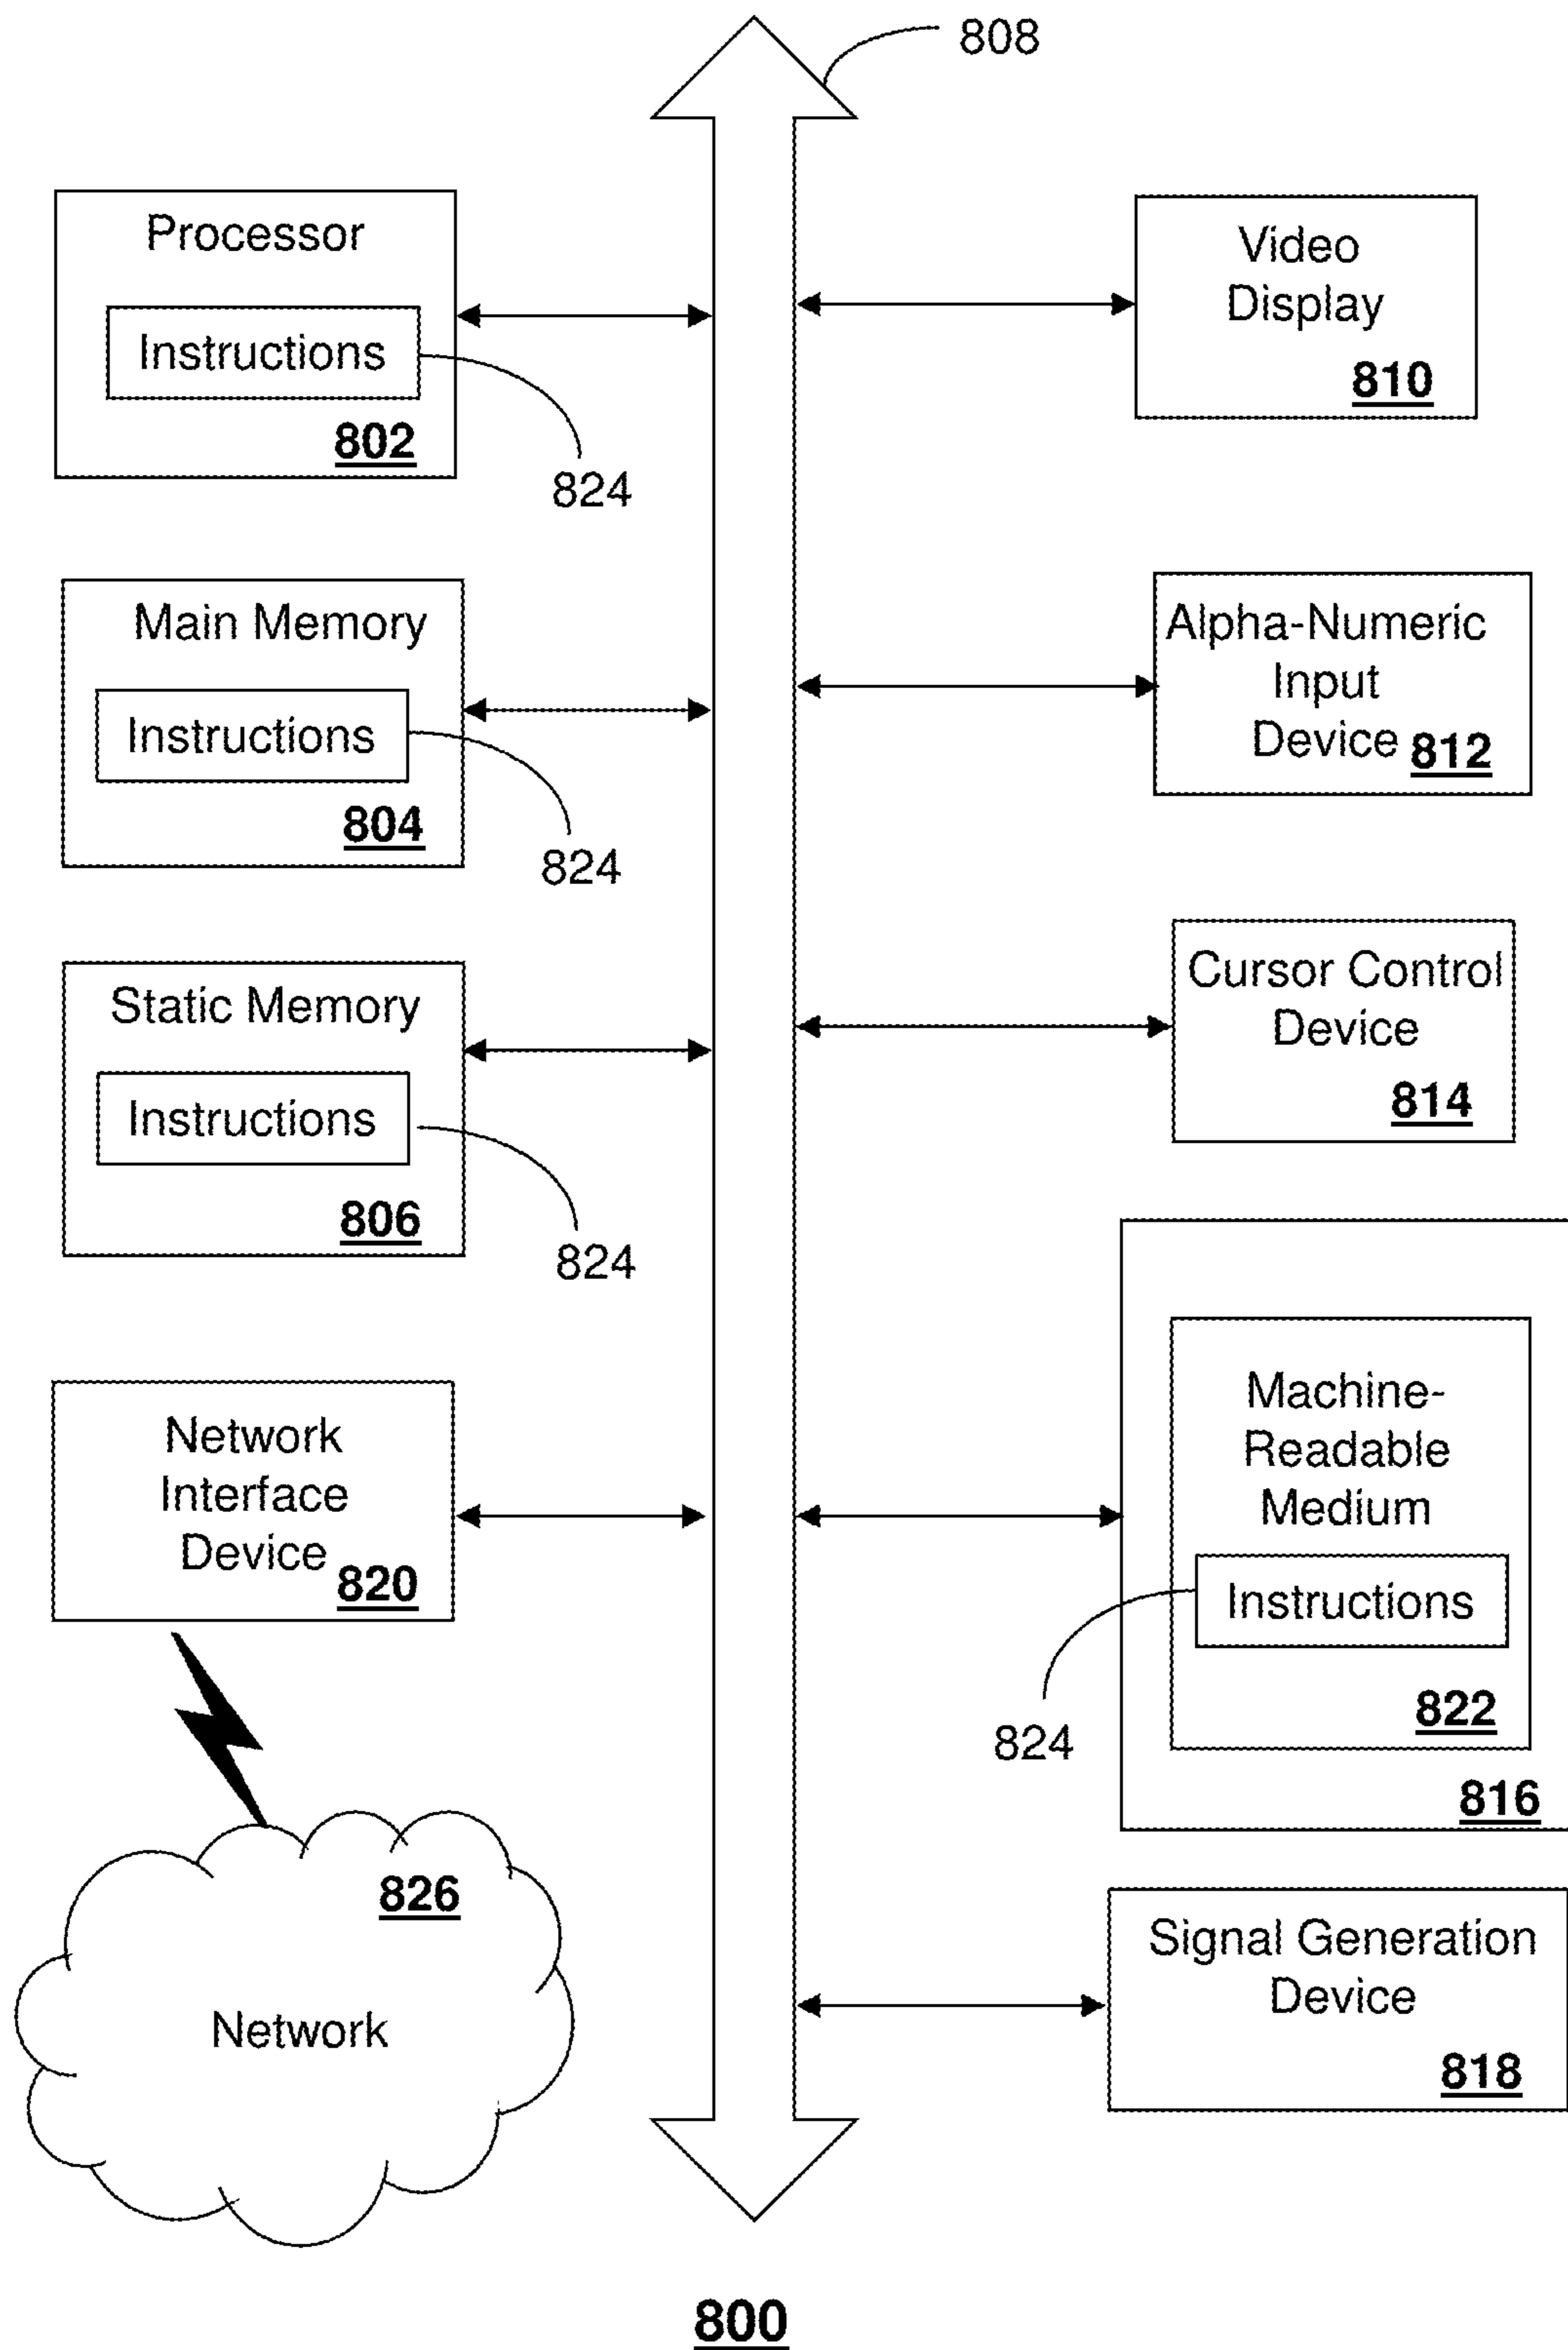 808
Processor
Instructions
802
824
Main Memory
Instructions
804
824
Static Memory
Instructions
806
824
Network
Interface
Device
820
826
Network
Video
Display
810
Alpha-Numeric
Input
Device 812
Cursor Control
Device
814
Machine-
Readable
Medium
Instructions
824
822
816
Signal Generation
Device
818
800